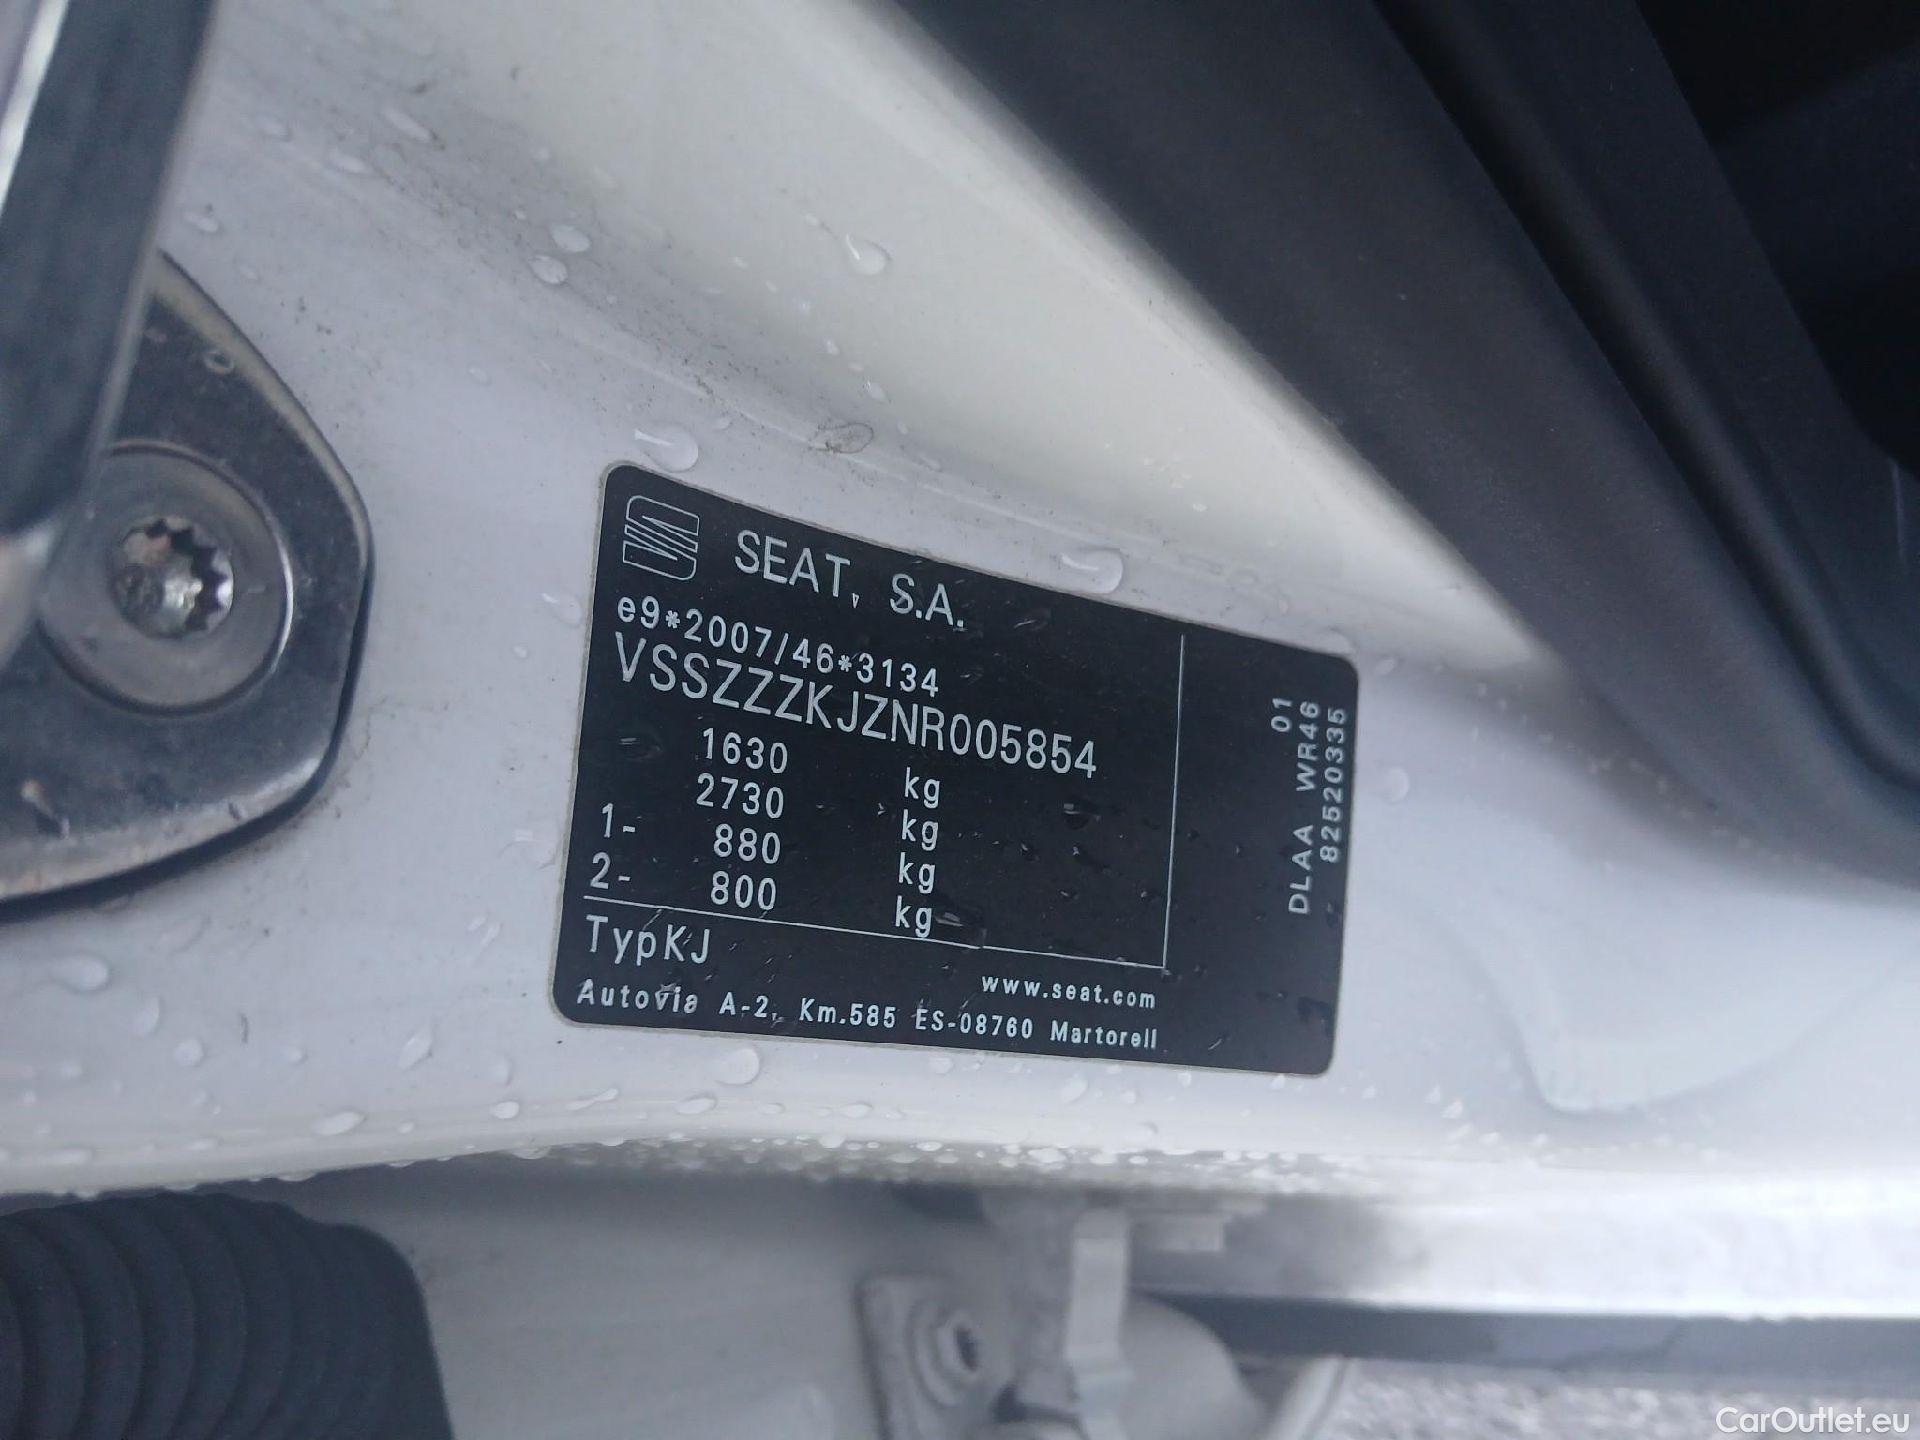 SEAT, S.A.
e9*2007/46*3134
VSSZZZKJZNR005854
1630 kg
2730 kg
1- 880 kg
2- 800 kg
TypKJ
www.seat.com
Autovia A-2, Km.585 ES-08760 Martorell
01
DLAA WR46
82520335
CarOutlet.eu